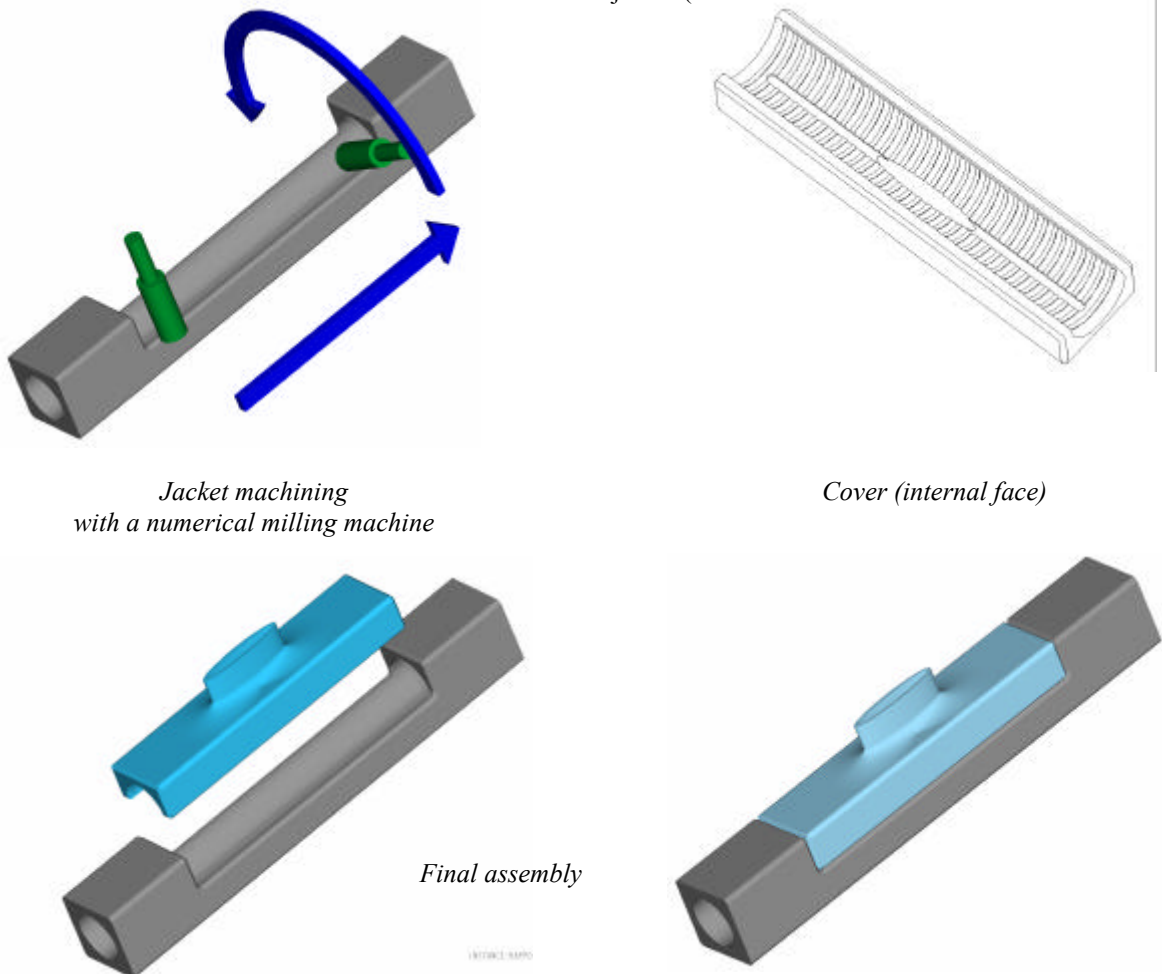 Jacket machining
with a numerical milling machine
Cover (internal face)
Final assembly